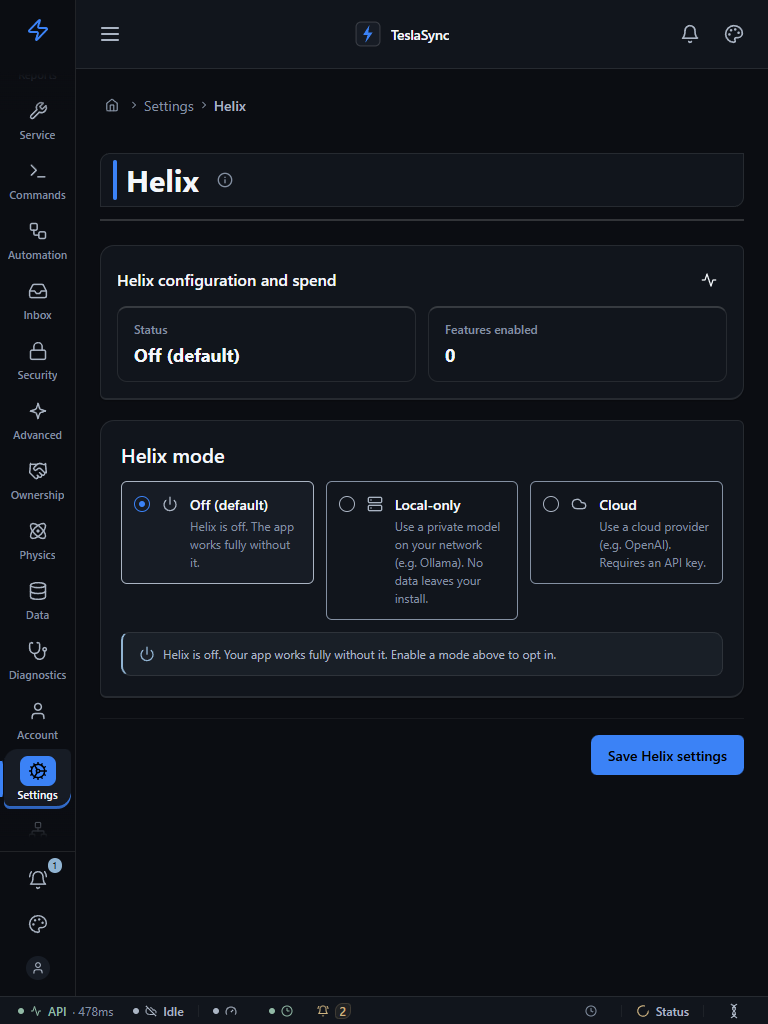 TeslaSync
Settings
Helix
Service
Commands
Automation
Inbox
Security
Advanced
Ownership
Physics
Data
Diagnostics
Account
Settings
1
Helix
Helix configuration and spend
Status
Off (default)
Features enabled
0
Helix mode
Off (default)
Helix is off. The app
works fully without
it.
Local-only
Use a private model
on your network
(e.g. Ollama). No
data leaves your
install.
Cloud
Use a cloud provider
(e.g. OpenAI).
Requires an API key.
Helix is off. Your app works fully without it. Enable a mode above to opt in.
Save Helix settings
API · 478ms
Idle
2
Status